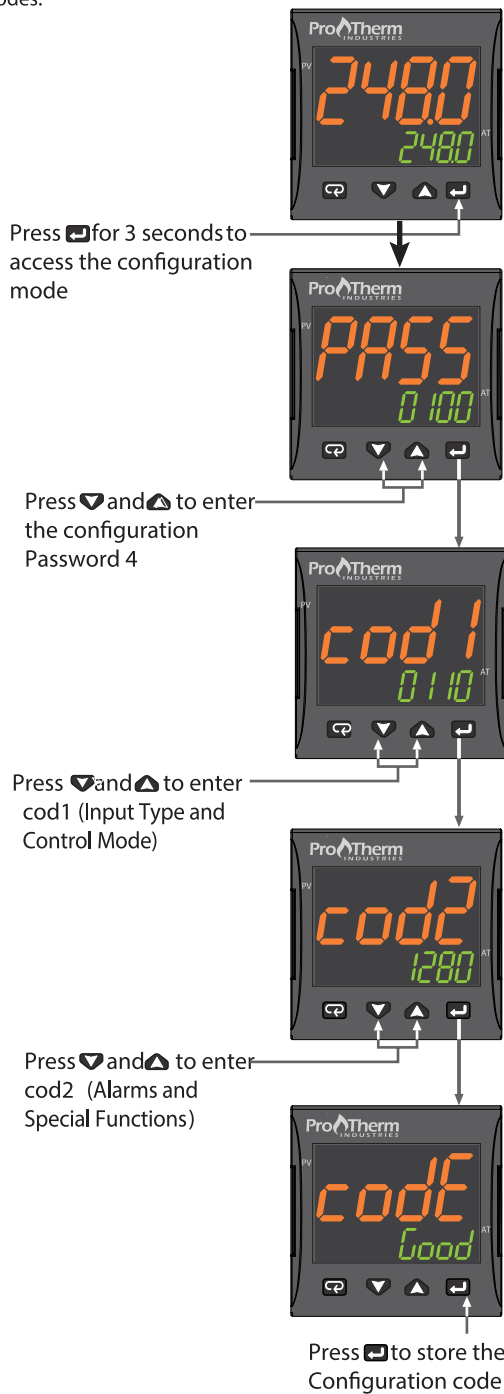 odes.
ProTherm
INDUSTRIES
PV
248.0
248.0
AT
Press for 3 seconds to
access the configuration
mode
ProTherm
INDUSTRIES
PV
PASS
0100
AT
Press and to enter
the configuration
Password 4
ProTherm
INDUSTRIES
PV
cod1
0110
AT
Press and to enter
cod1 (Input Type and
Control Mode)
ProTherm
INDUSTRIES
PV
cod2
1280
AT
Press and to enter
cod2 (Alarms and
Special Functions)
ProTherm
INDUSTRIES
PV
codE
Good
AT
Press to store the
Configuration code